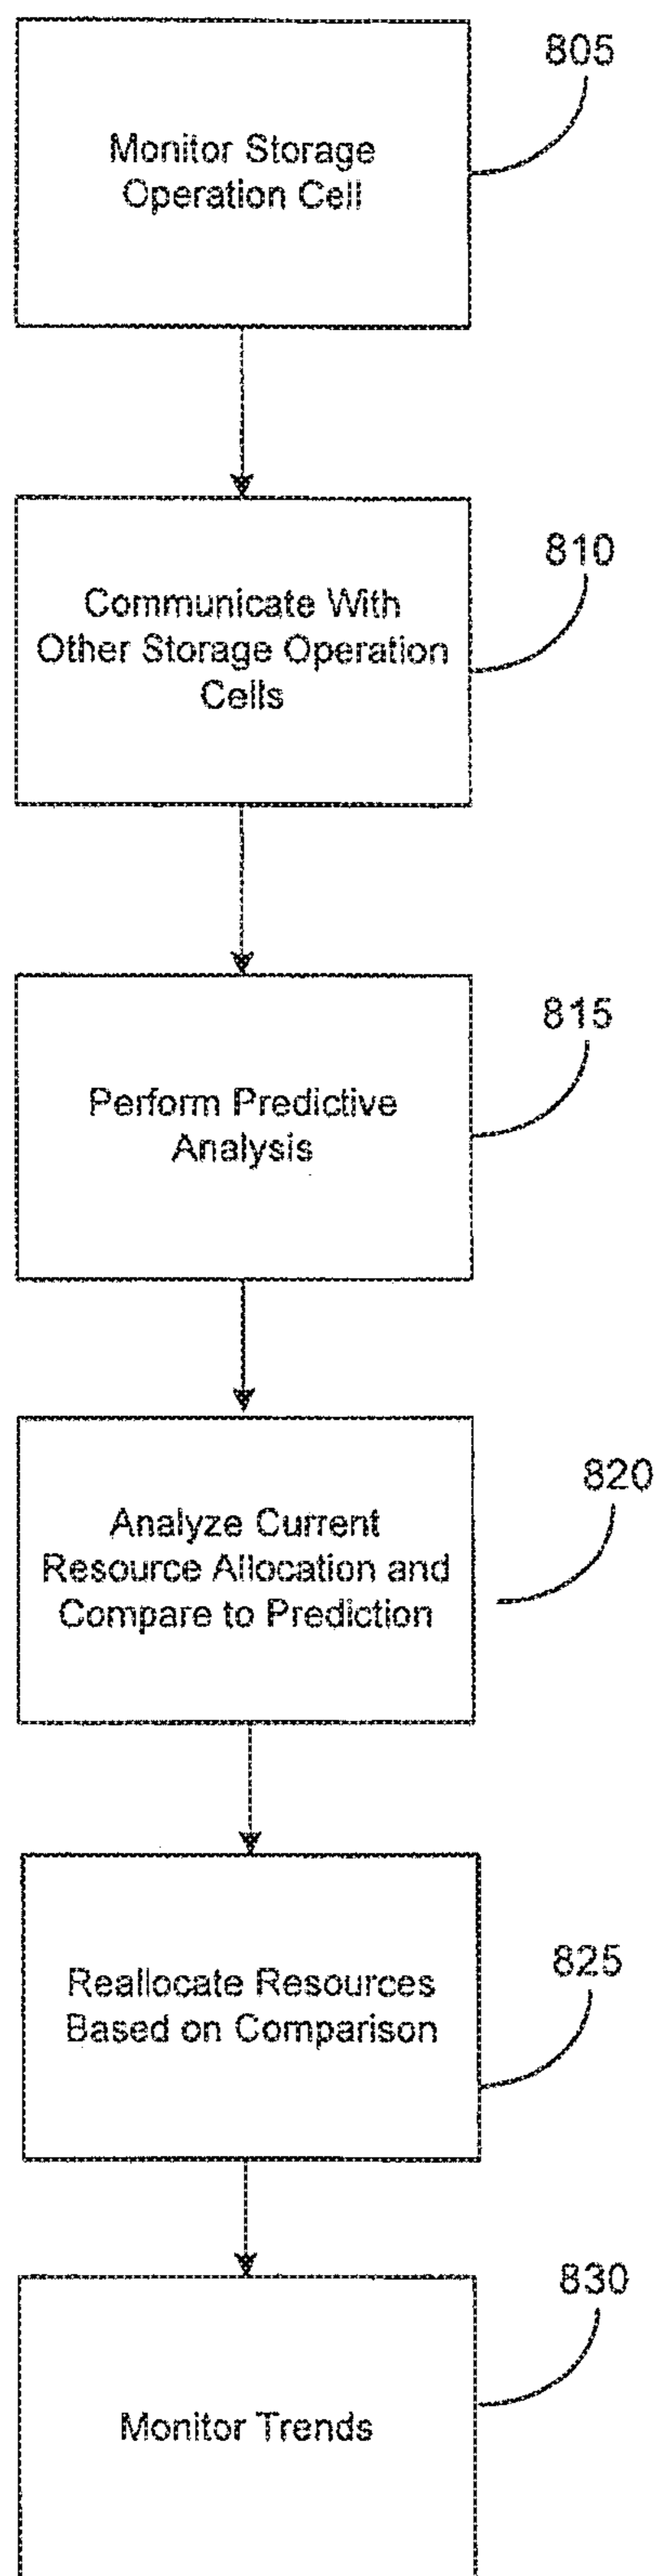 805
Monitor Storage
Operation Cell
810
Communicate With
Other Storage Operation
Cells
815
Perform Predictive
Analysis
820
Analyze Current
Resource Allocation and
Compare to Prediction
825
Reallocate Resources
Based on Comparison
830
Monitor Trends